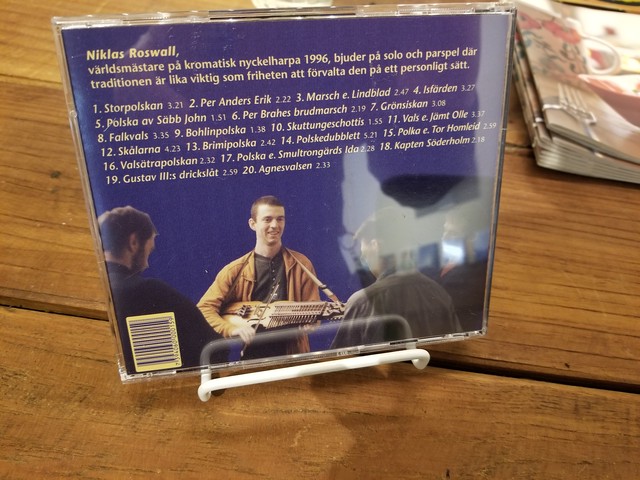 Niklas Roswall,
världsmästare på kromatisk nyckelharpa 1996, bjuder på solo och parspel där
traditionen är lika viktig som friheten att förvalta den på ett personligt sätt.
1. Storpolskan 3.21 2. Per Anders Erik 2.22 3. Marsch e. Lindblad 2.47 4. Isfärden 3.27
5. Polska av Säbb John 1.51 6. Per Brahes brudmarsch 2.19 7. Grönsiskan 3.08
8. Falkvals 3.35 9. Bohlinpolska 1.38 10. Skuttungeschottis 1.55 11. Vals e. Jämt Olle 3.37
12. Skålarna 4.23 13. Brimipolska 2.42 14. Polskedubblett 3.21 15. Polka e. Tor Homleid 2.59
16. Valsätrapolskan 2.32 17. Polska e. Smultrongärds Ida 2.28 18. Kapten Söderholm 2.18
19. Gustav III:s drickslåt 2.59 20. Agnesvalsen 2.33